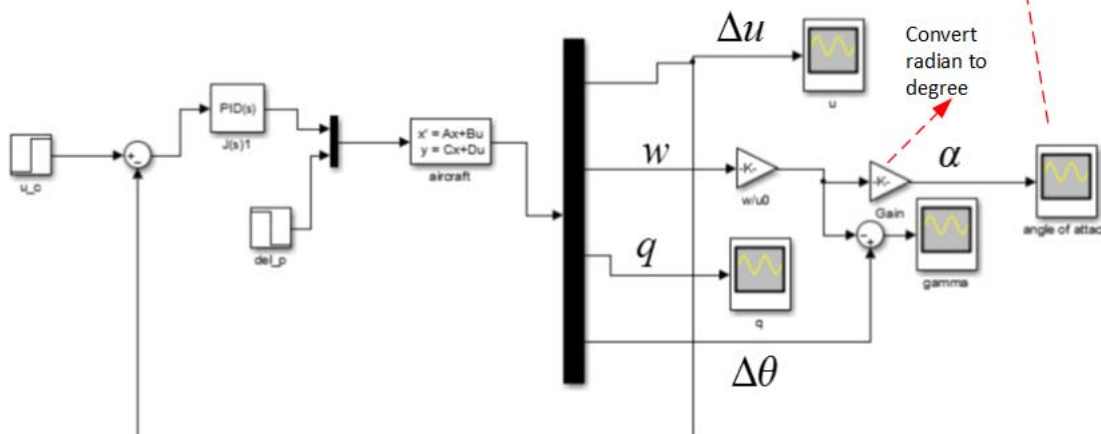 Δu
Convert
radian to
degree
u
PID(s)
J(s)1
u_c
x' = Ax+Bu
y = Cx+Du
aircraft
w
-K-
w/u0
-K-
Gain
α
angle of attac
del_p
q
q
gamma
Δθ